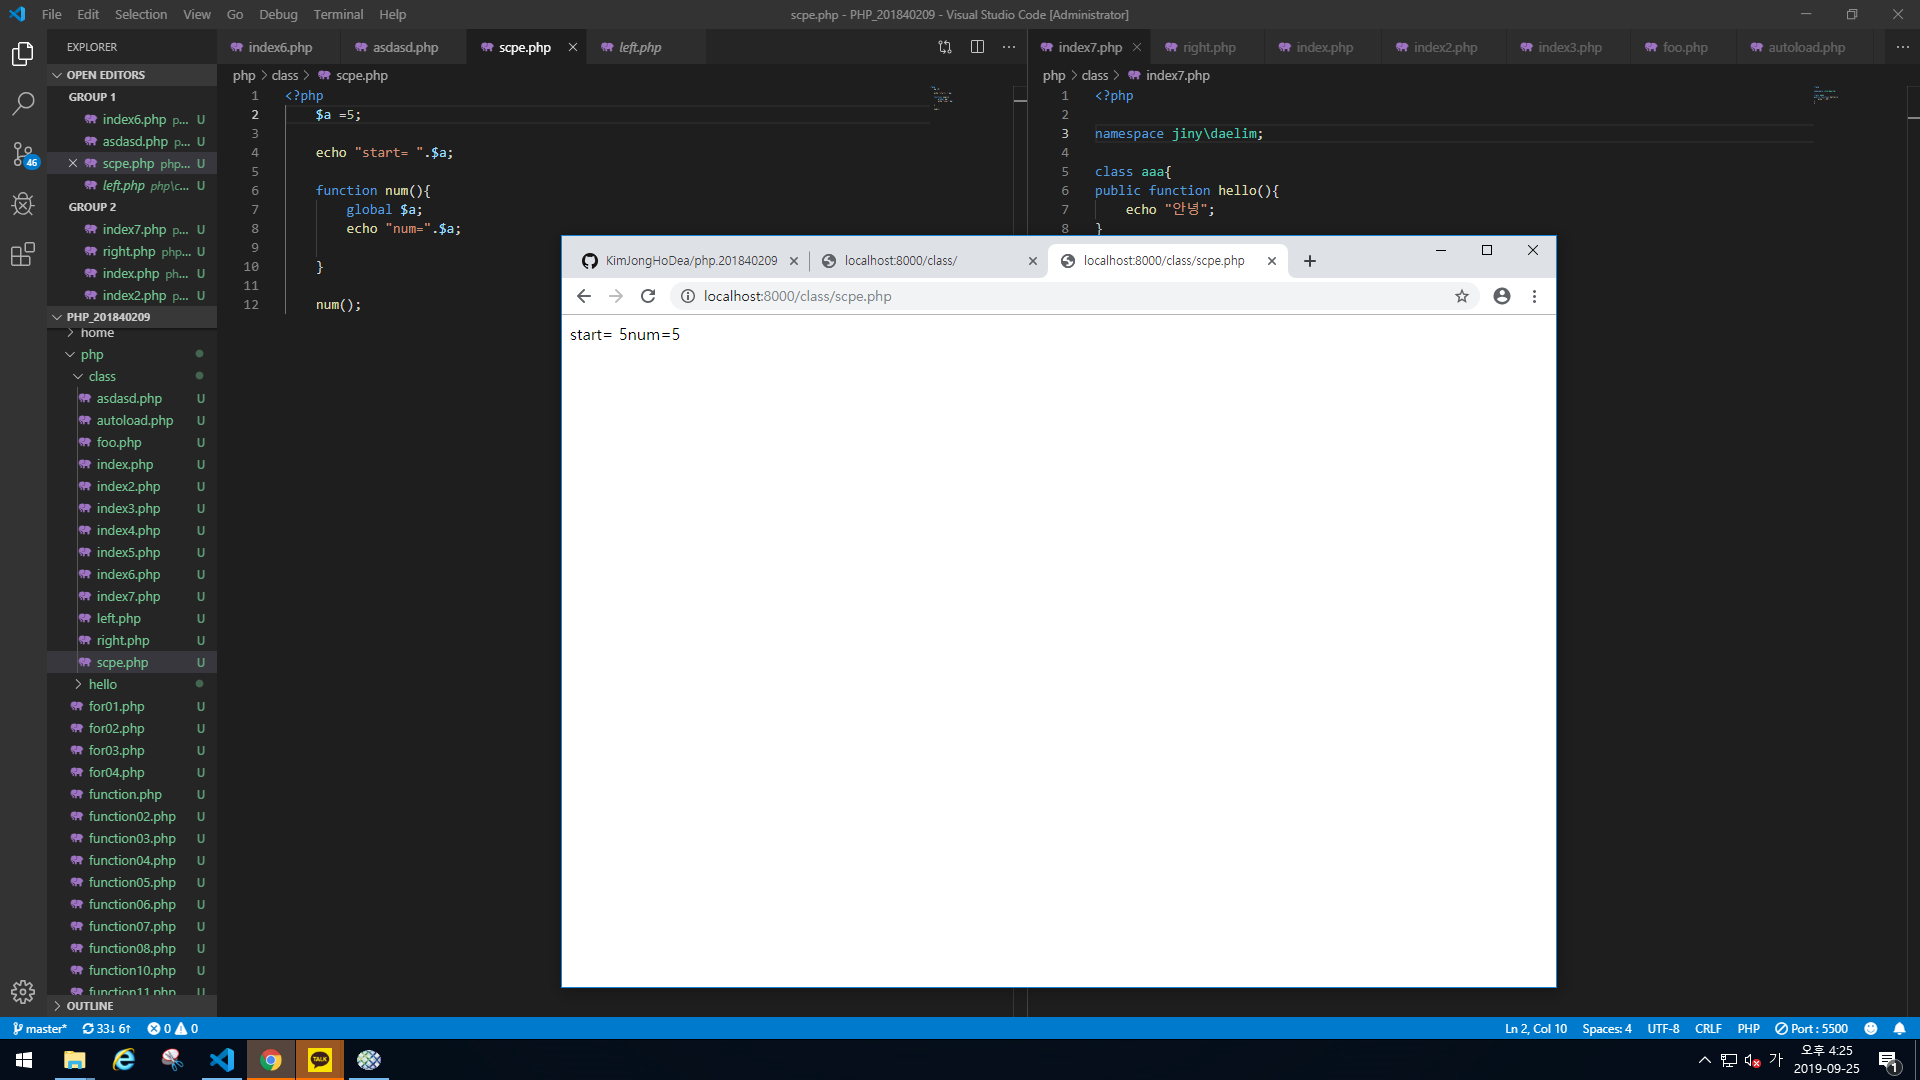 File Edit Selection View Go Debug Terminal Help
scpe.php - PHP_201840209 - Visual Studio Code [Administrator]
EXPLORER
OPEN EDITORS
GROUP 1
index6.php p... U
asdasd.php p... U
scpe.php php... U
left.php php\c... U
GROUP 2
index7.php p... U
right.php php... U
index.php ph... U
index2.php p... U
PHP_201840209
home
php
class
asdasd.php U
autoload.php U
foo.php U
index.php U
index2.php U
index3.php U
index4.php U
index5.php U
index6.php U
index7.php U
left.php U
right.php U
scpe.php U
hello
for01.php U
for02.php U
for03.php U
for04.php U
function.php U
function02.php U
function03.php U
function04.php U
function05.php U
function06.php U
function07.php U
function08.php U
function10.php U
function11.php U
OUTLINE
46
index6.php asdasd.php scpe.php left.php
php > class > scpe.php
1 <?php
2 $a =5;
3
4 echo "start= ".$a;
5
6 function num(){
7 global $a;
8 echo "num=".$a;
9
10 }
11
12 num();
index7.php right.php index.php index2.php index3.php foo.php autoload.php
php > class > index7.php
1 <?php
2
3 namespace jiny\daelim;
4
5 class aaa{
6 public function hello(){
7 echo "안녕";
8 }
KimJongHoDea/php.201840209 localhost:8000/class/ localhost:8000/class/scpe.php
localhost:8000/class/scpe.php
start= 5num=5
master* 33↓ 6↑ 0 0
Ln 2, Col 10 Spaces: 4 UTF-8 CRLF PHP Port : 5500
TALK
가
오후 4:25
2019-09-25
1